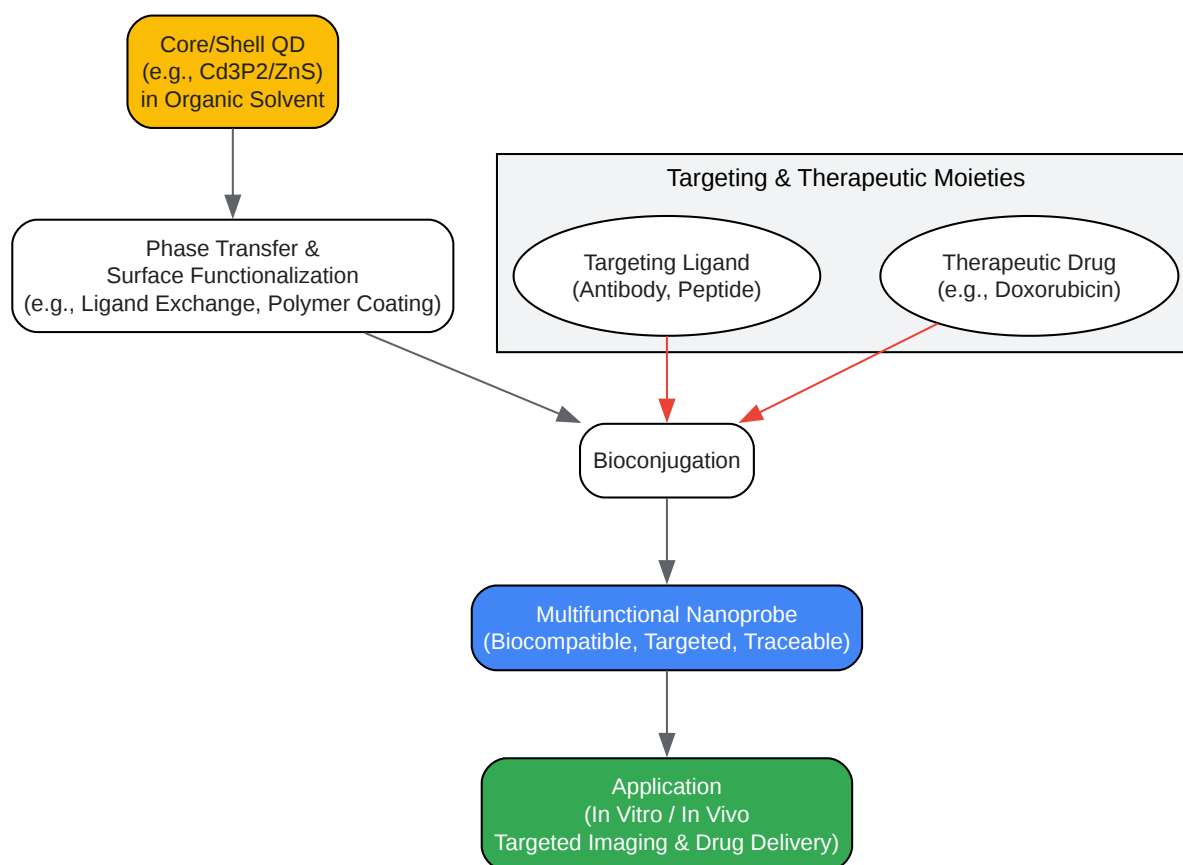 Core/Shell QD
(e.g., Cd3P2/ZnS)
in Organic Solvent
Targeting & Therapeutic Moieties
Phase Transfer &
Surface Functionalization
(e.g., Ligand Exchange, Polymer Coating)
Targeting Ligand
(Antibody, Peptide)
Therapeutic Drug
(e.g., Doxorubicin)
Bioconjugation
Multifunctional Nanoprobe
(Biocompatible, Targeted, Traceable)
Application
(In Vitro / In Vivo
Targeted Imaging & Drug Delivery)